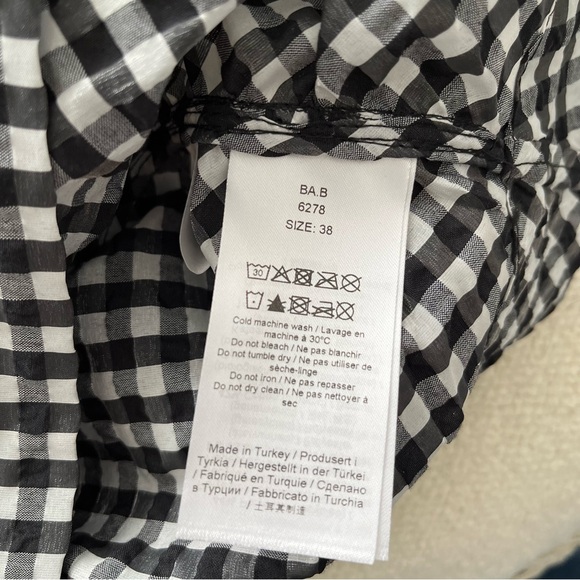 BA.B
6278
SIZE: 38
30
Cold machine wash / Lavage en
machine à 30°C
Do not bleach / Ne pas blanchir
Do not tumble dry / Ne pas utiliser de
sèche-linge
Do not iron / Ne pas repasser
Do not dry clean / Ne pas nettoyer à
sec
Made in Turkey / Produsert i
Tyrkia / Hergestellt in der Türkei
/ Fabriqué en Turquie / Сделано
в Турции / Fabbricato in Turchia
/ 土耳其制造